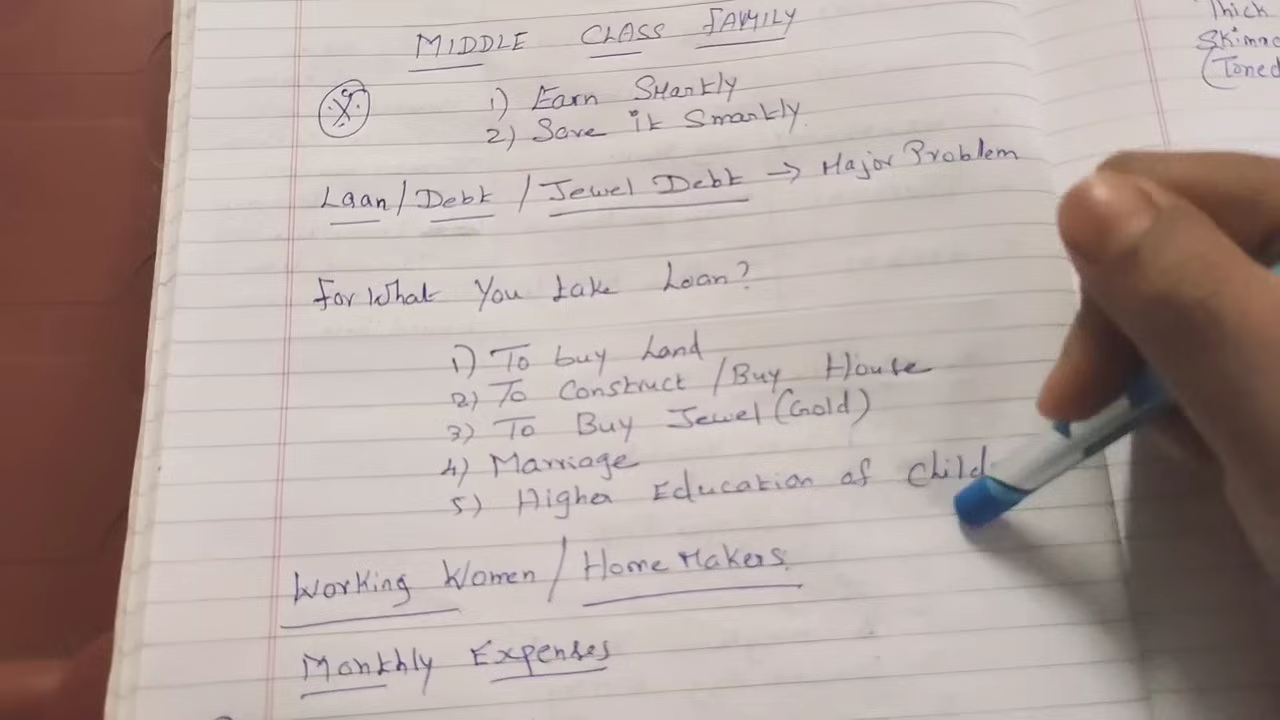 MIDDLE CLASS FAMILY
1) Earn Smartly
2) Save it Smartly
Loan / Debt / Jewel Debt → Major Problem
for What You take Loan?
1) To buy Land
2) To Construct / Buy House
3) To Buy Jewel (Gold)
4) Marriage
5) Higher Education of Child
Working Women / Home Makers
Monthly Expenses
Thick
(Toned